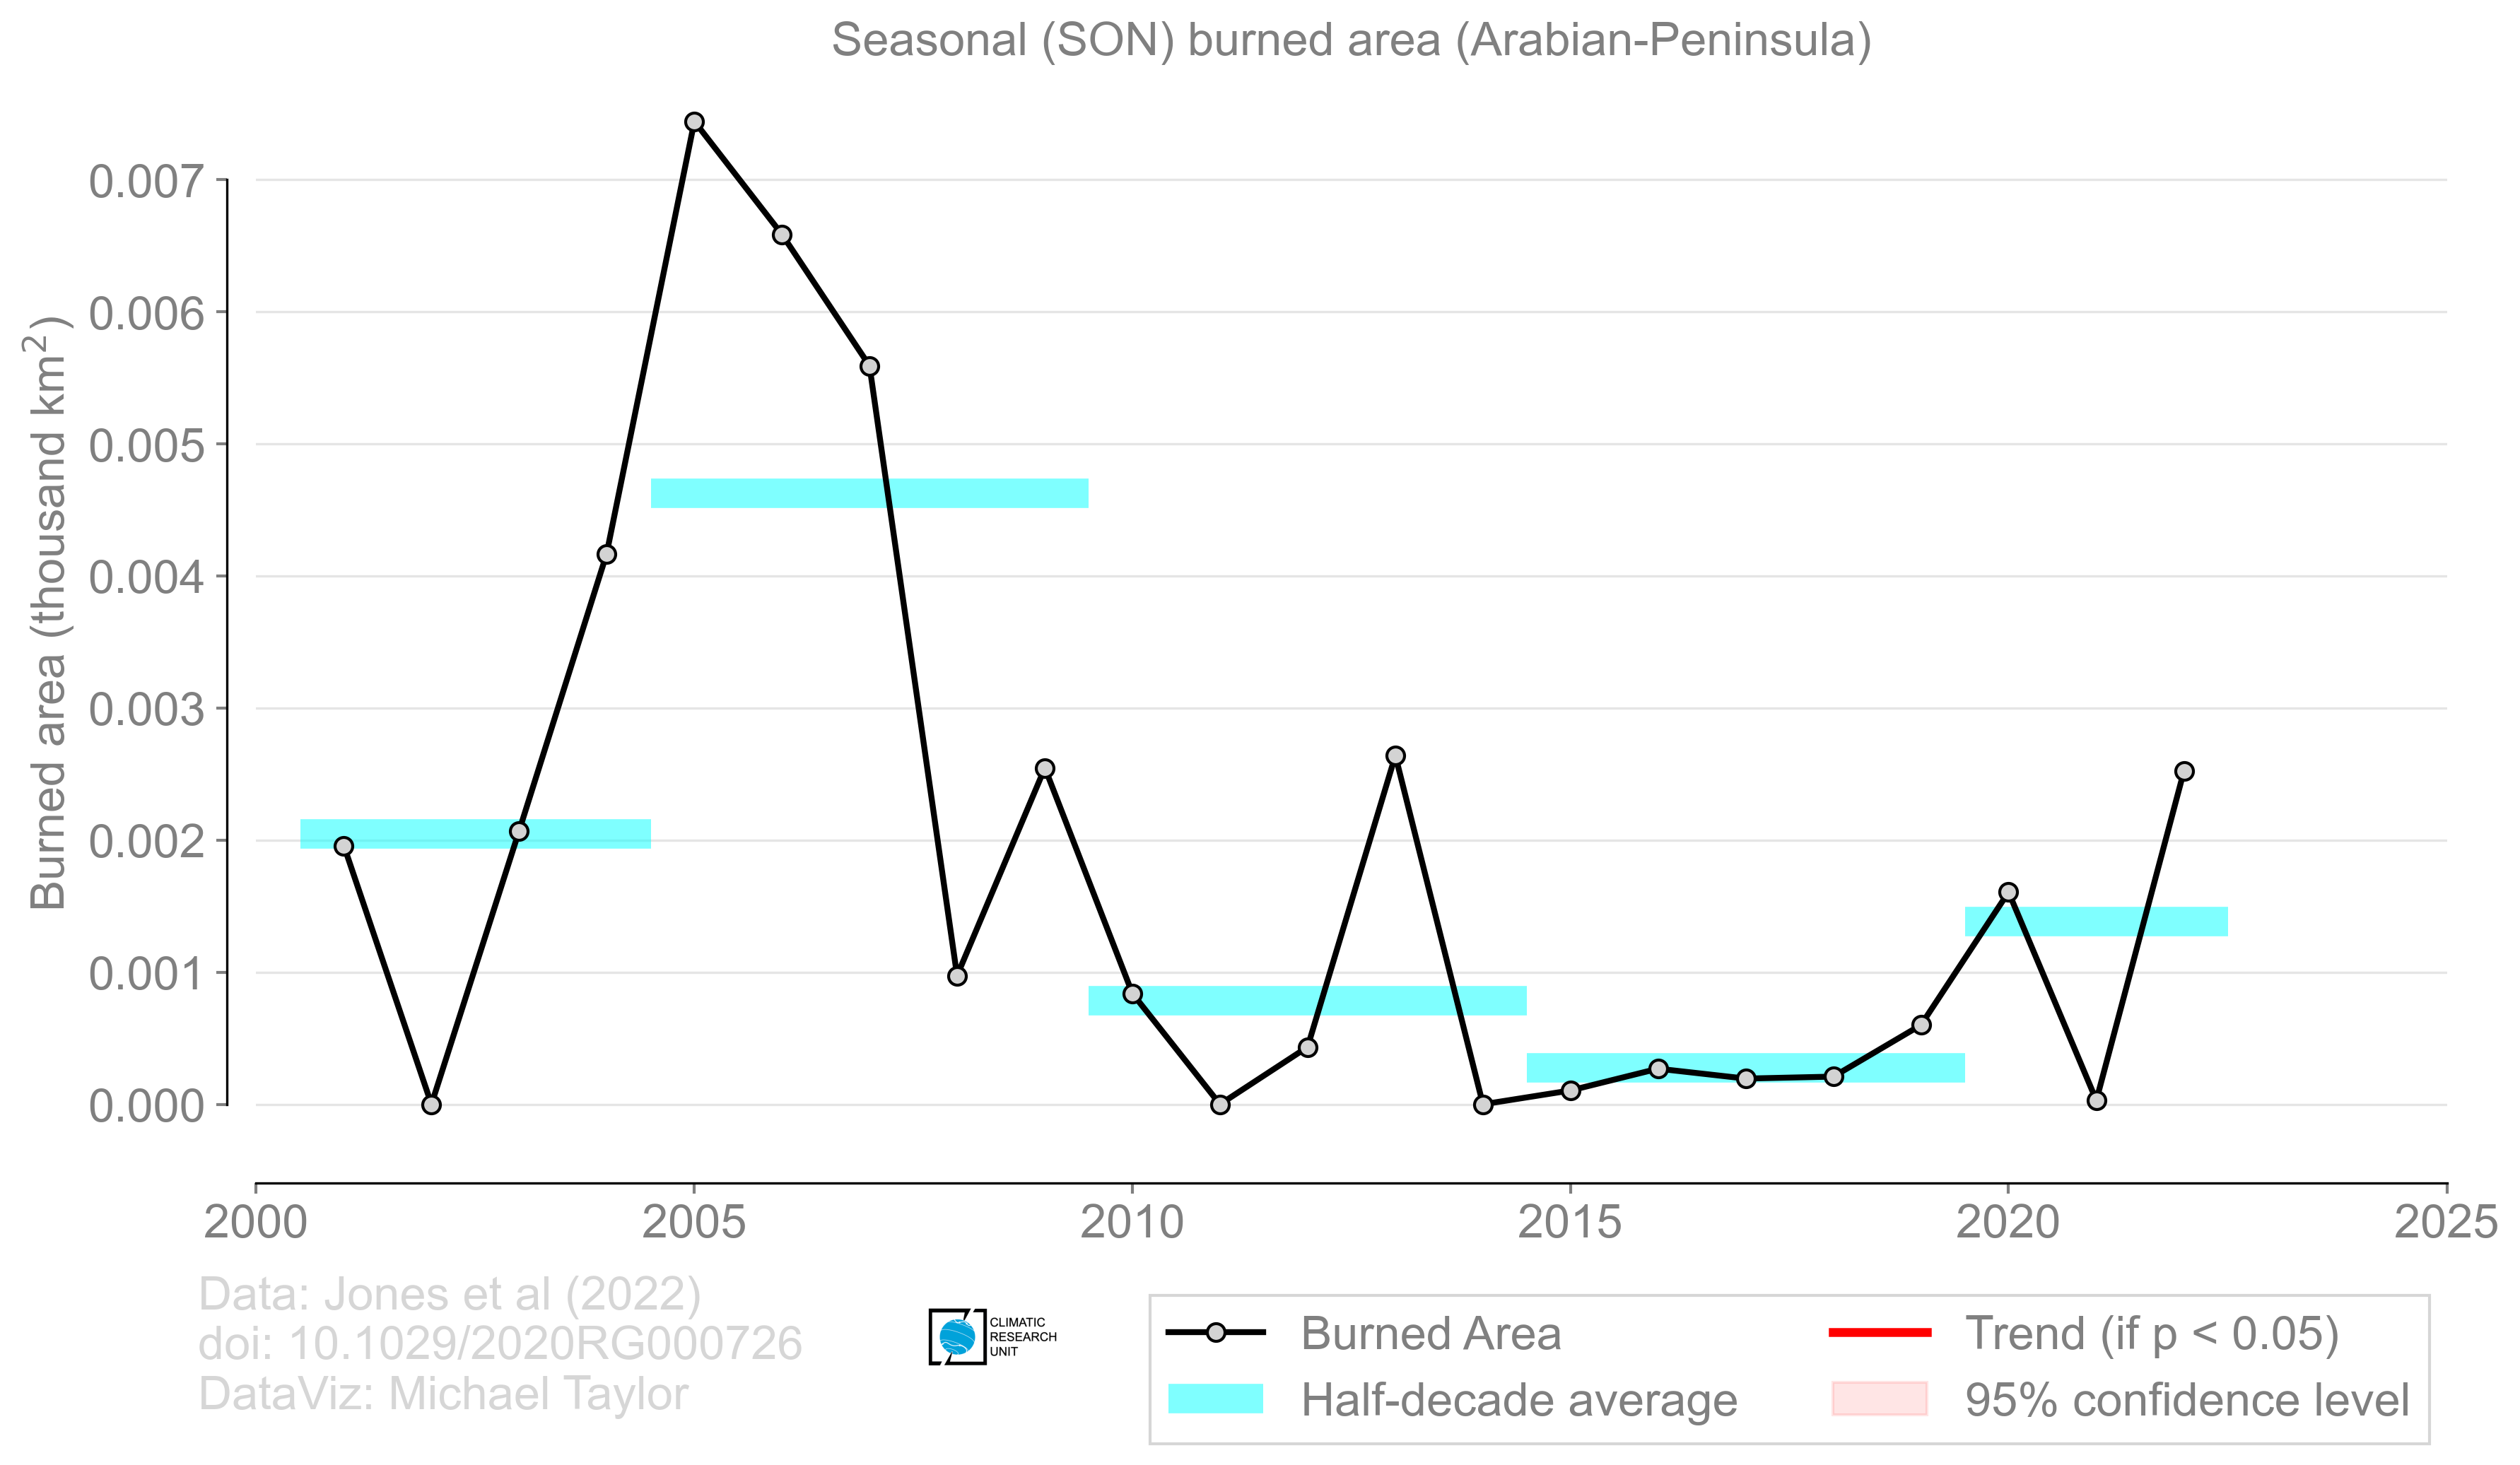 Seasonal (SON) burned area (Arabian-Peninsula)
Burned area (thousand km²)
0.007
0.006
0.005
0.004
0.003
0.002
0.001
0.000
2000 2005 2010 2015 2020 2025
Data: Jones et al (2022)
doi: 10.1029/2020RG000726
DataViz: Michael Taylor
CLIMATIC
RESEARCH
UNIT
Burned Area
Half-decade average
Trend (if p < 0.05)
95% confidence level